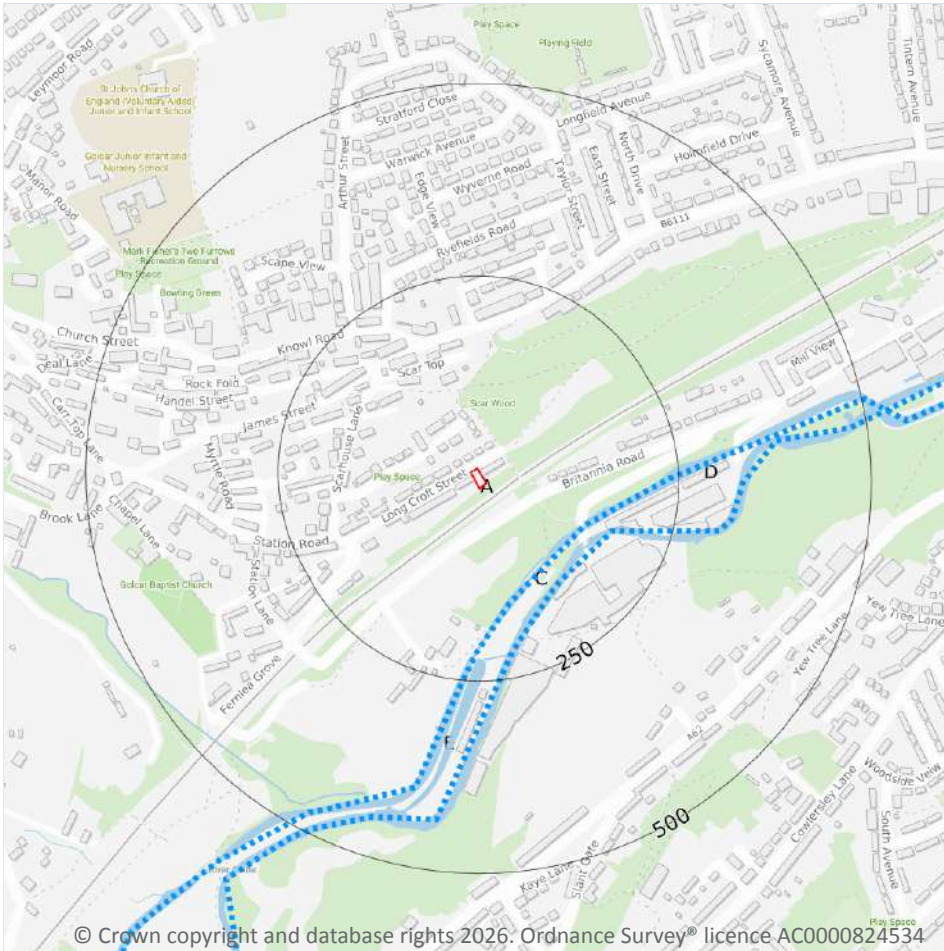 Play Space
Playing Field
Leymoor Road
St Johns Church of
England (Voluntary Aided)
Junior and Infant School
Golcar Junior Infant and
Nursery School
Manor Road
Stratford Close
Warwick Avenue
Wyverne Road
Edge View
Arthur Street
Ryefields Road
Longfield Avenue
North Drive
East Street
Taylor Street
Holmfield Drive
Sycamore Avenue
Tintern Avenue
B6111
Mark Fisher's Two Furrows
Recreation Ground
Play Space
Bowling Green
Scape View
Church Street
Deal Lane
Knowl Road
Rock Fold
Handel Street
Scar Top
James Street
Carr Top Lane
Scarhouse Lane
Myrtle Road
Scar Wood
Play Space
Long Croft Street
A
Britannia Road
Mill View
D
Brook Lane
Chapel Lane
Station Road
Station Lane
Golcar Baptist Church
C
250
Fernlea Grove
E
Yew Tree Lane
Yew Tree Lane
A62
Woodside View
Cowlersley Lane
South Avenue
500
Kaye Lane
Slant Gate
Play Space
© Crown copyright and database rights 2026. Ordnance Survey® licence AC0000824534